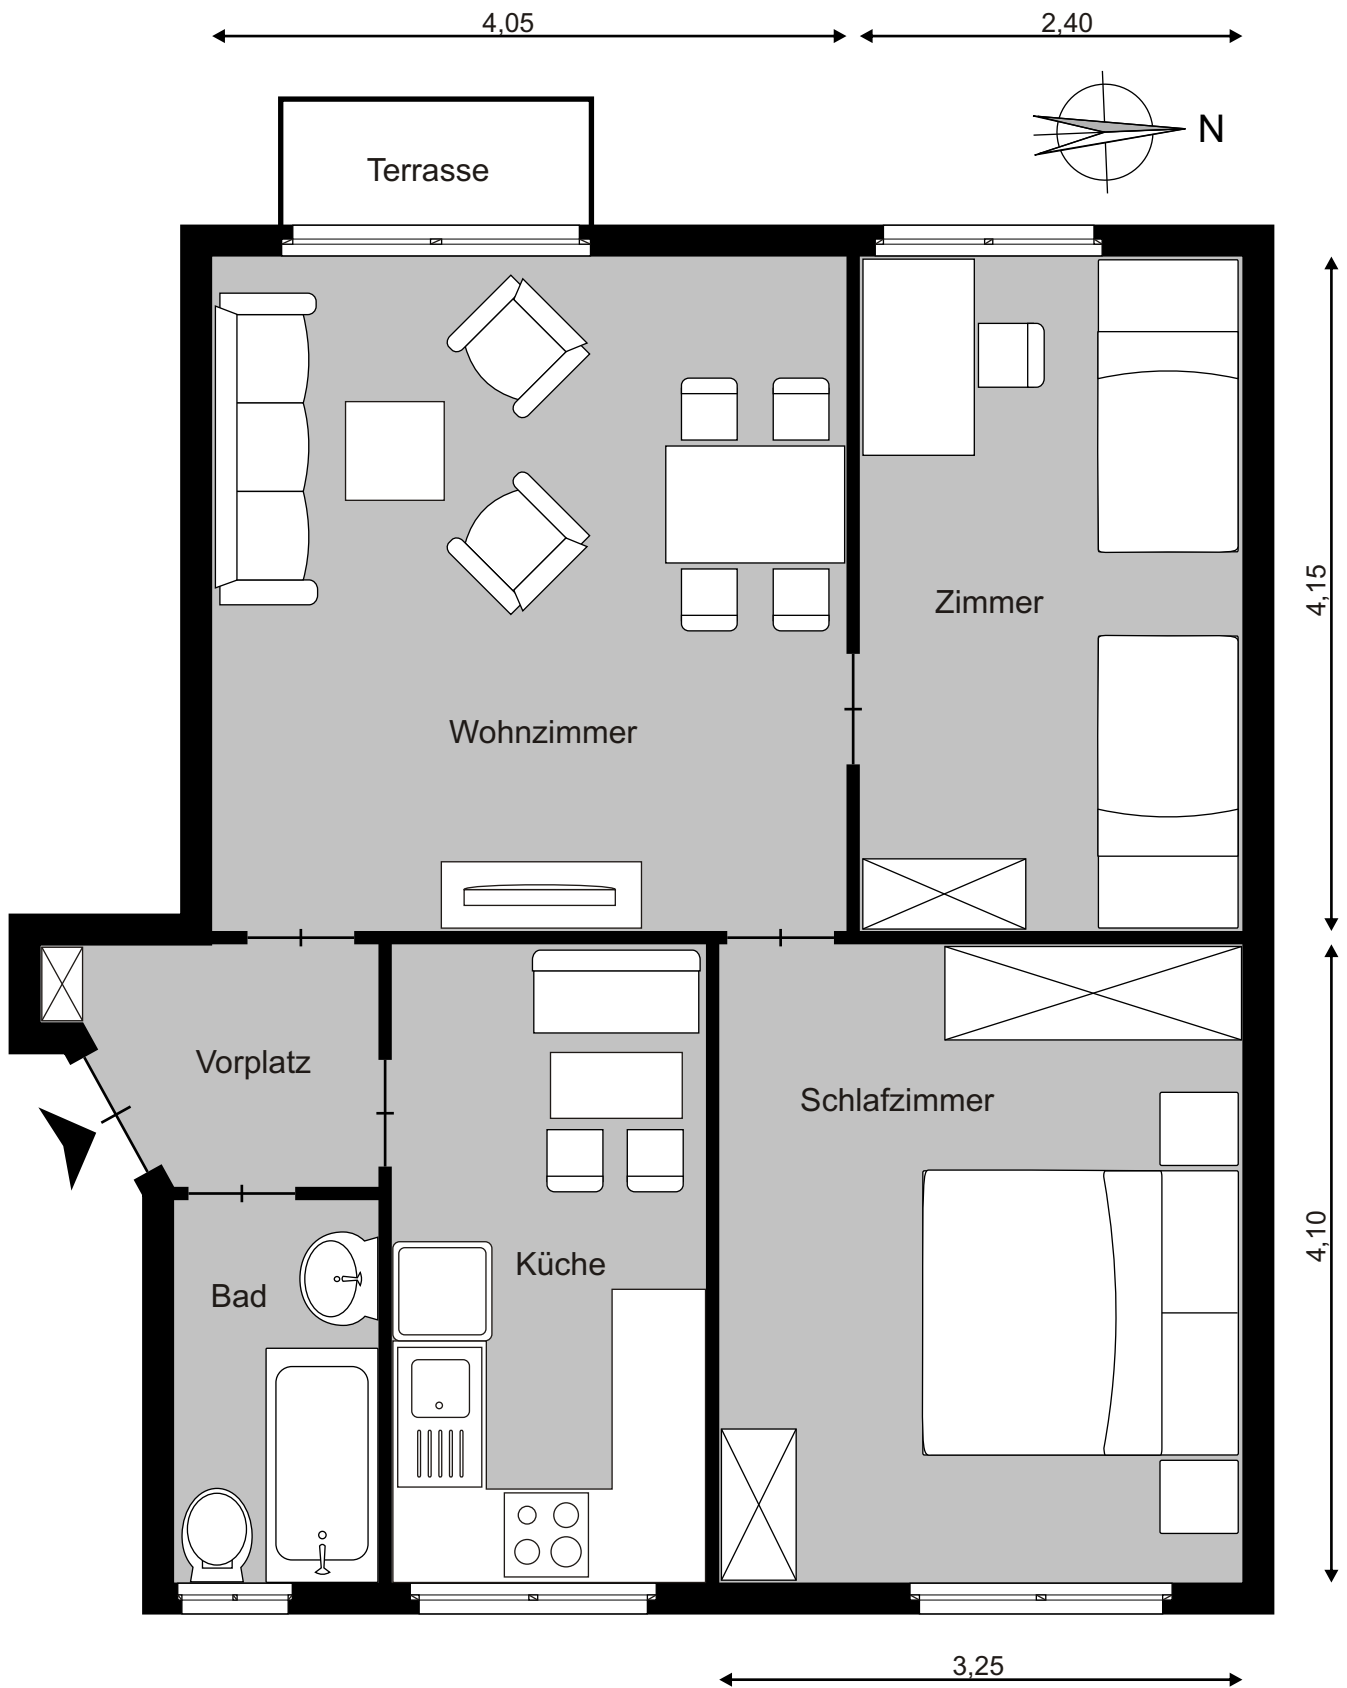 4,05
2,40
N
Terrasse
4,15
Zimmer
Wohnzimmer
Vorplatz
Schlafzimmer
4,10
Küche
Bad
3,25